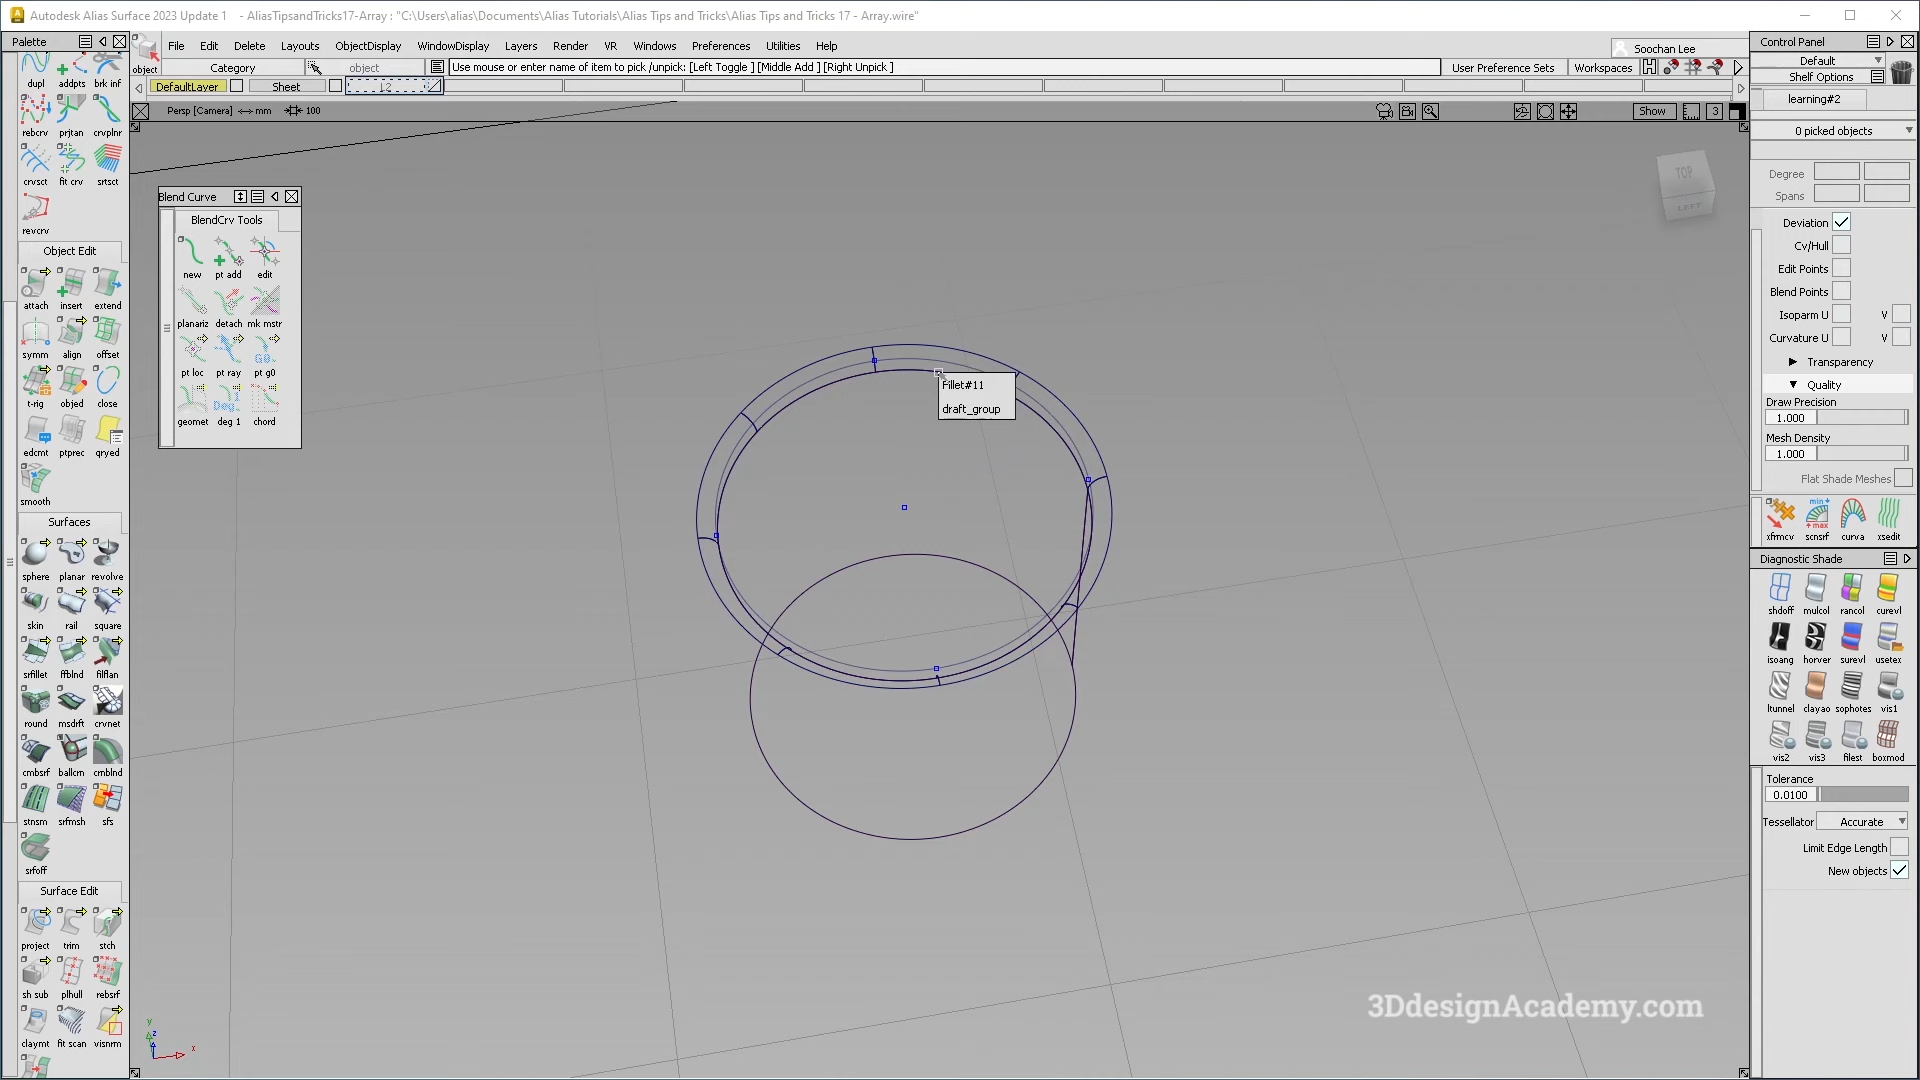 Autodesk Alias Surface 2023 Update 1 - AliasTipsandTricks17-Array : "C:\Users\alias\Documents\Alias Tutorials\Alias Tips and Tricks\Alias Tips and Tricks 17 - Array.wire"
Palette
File Edit Delete Layouts ObjectDisplay WindowDisplay Layers Render VR Windows Preferences Utilities Help
Soochan Lee
object
Category
object
Use mouse or enter name of item to pick /unpick: [Left Toggle ] [Middle Add ] [Right Unpick ]
User Preference Sets
Workspaces
DefaultLayer
Sheet
L2
Persp [Camera] mm 100
Show
3
TOP
LEFT
dupl addpts brk inf
rebcrv prjtan crvplnr
crvsct fit crv srtsct
revcrv
Object Edit
attach insert extend
symm align offset
t-rig objed close
edcmt ptprec qryed
smooth
Surfaces
sphere planar revolve
skin rail square
srfillet ffblnd filflan
round msdrft crvnet
cmbsrf ballcrn cmblnd
stnsm srfmsh sfs
srfoff
Surface Edit
project trim stch
sh sub plhull rebsrf
claymt fit scan visnrm
Blend Curve
BlendCrv Tools
new pt add edit
planariz detach mk mstr
pt loc pt ray pt g0
geomet deg 1 chord
Fillet#11
draft_group
y
z
x
3DdesignAcademy.com
Control Panel
Default
Shelf Options
learning#2
0 picked objects
Degree
Spans
Deviation
Cv/Hull
Edit Points
Blend Points
Isoparm U V
Curvature U V
Transparency
Quality
Draw Precision
1.000
Mesh Density
1.000
Flat Shade Meshes
xfrmcv scnsrf curva xsedit
Diagnostic Shade
shdoff mulcol rancol curevl
isoang horver surevl usetex
ltunnel clayao sophotes vis1
vis2 vis3 filest boxmod
Tolerance
0.0100
Tessellator Accurate
Limit Edge Length
New objects